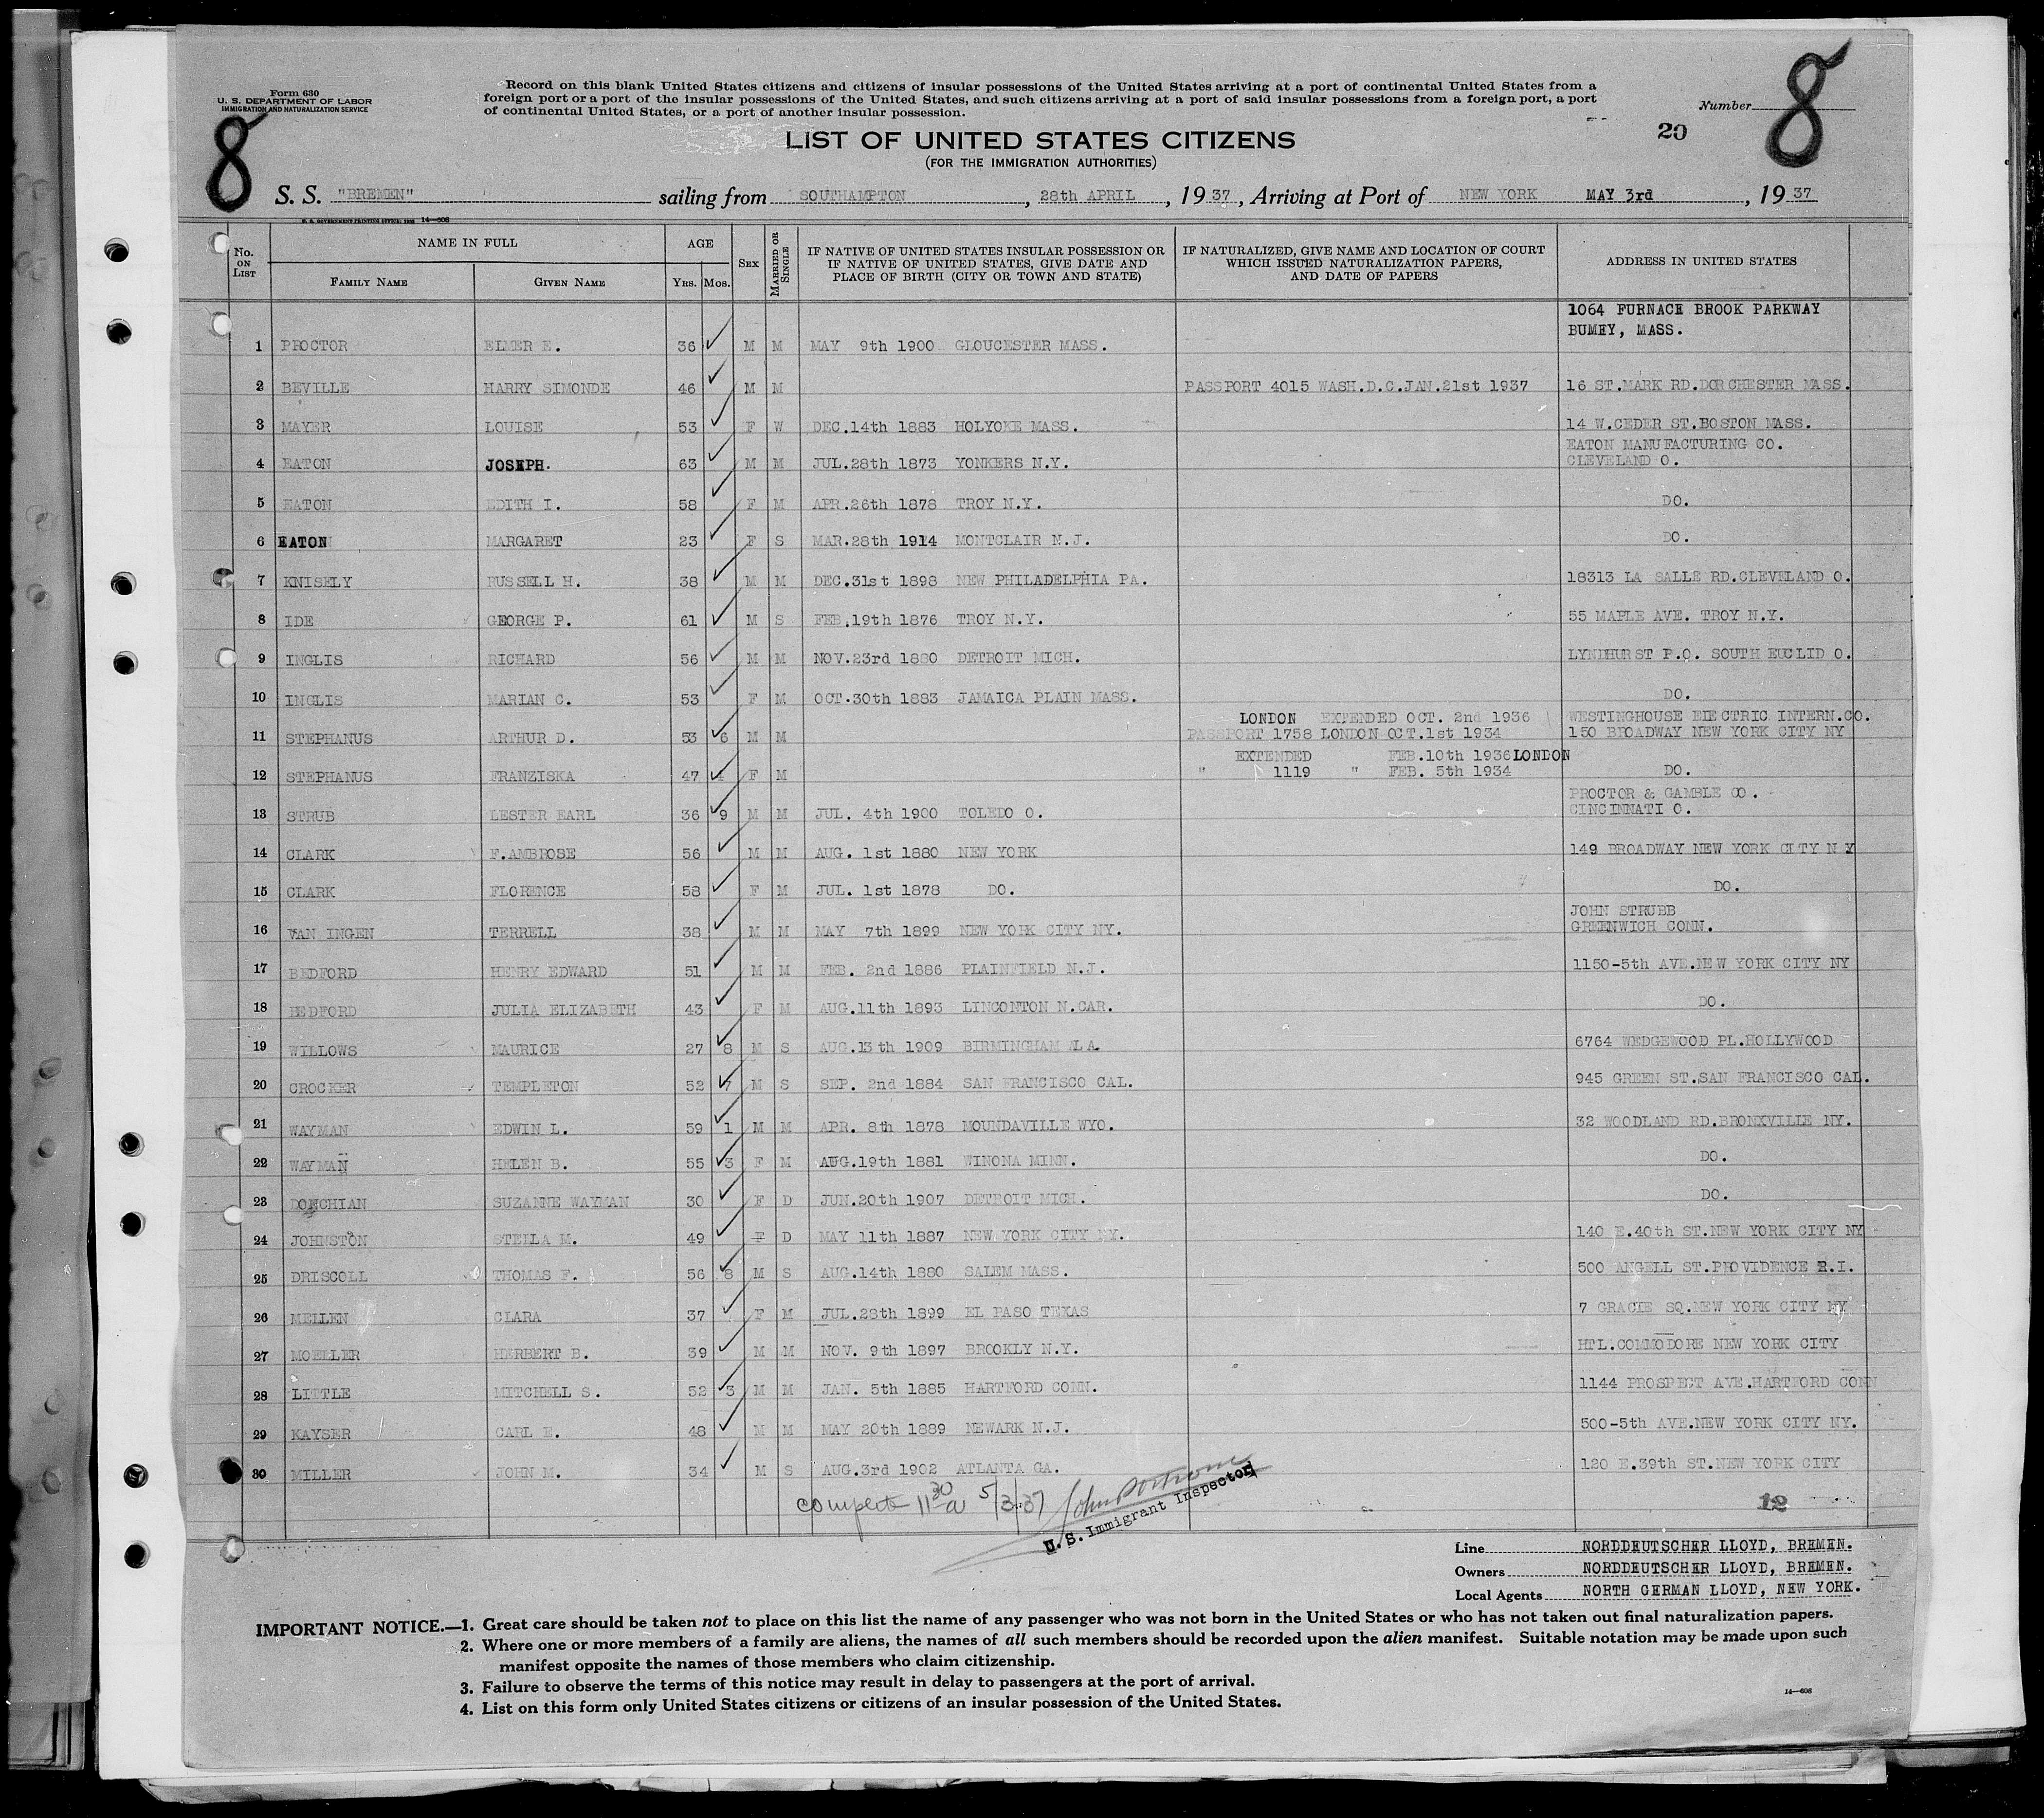 8
Form 630
U. S. DEPARTMENT OF LABOR
IMMIGRATION AND NATURALIZATION SERVICE
Record on this blank United States citizens and citizens of insular possessions of the United States arriving at a port of continental United States from a
foreign port or a port of the insular possessions of the United States, and such citizens arriving at a port of said insular possessions from a foreign port, a port
of continental United States, or a port of another insular possession.
Number 8
20
LIST OF UNITED STATES CITIZENS
(FOR THE IMMIGRATION AUTHORITIES)
S. S. "BREMEN" sailing from SOUTHAMPTON, 28th APRIL, 1937, Arriving at Port of NEW YORK MAY 3rd, 1937
U. S. GOVERNMENT PRINTING OFFICE: 14—608
No. ON LIST NAME IN FULL FAMILY NAME GIVEN NAME AGE YRS. MOS. SEX MARRIED OR SINGLE IF NATIVE OF UNITED STATES INSULAR POSSESSION OR IF NATIVE OF UNITED STATES, GIVE DATE AND PLACE OF BIRTH (CITY OR TOWN AND STATE) IF NATURALIZED, GIVE NAME AND LOCATION OF COURT WHICH ISSUED NATURALIZATION PAPERS, AND DATE OF PAPERS ADDRESS IN UNITED STATES
1064 FURNACE BROOK PARKWAY
BUMEY, MASS.
1 PROCTOR ELMER E. 36 M M MAY 9th 1900 GLOUCESTER MASS.
2 BEVILLE HARRY SIMONDE 46 M M PASSPORT 4015 WASH.D.C.JAN.21st 1937 16 ST.MARK RD.DORCHESTER MASS.
3 MAYER LOUISE 53 F W DEC.14th 1883 HOLYOKE MASS. 14 W.CEDER ST.BOSTON MASS.
EATON MANUFACTURING CO.
4 EATON JOSEPH. 63 M M JUL.28th 1873 YONKERS N.Y. CLEVELAND O.
5 EATON EDITH I. 58 F M APR.26th 1878 TROY N.Y. DO.
6 EATON MARGARET 23 F S MAR.28th 1914 MONTCLAIR N.J. DO.
7 KNISELY RUSSELL H. 38 M M DEC.31st 1898 NEW PHILADELPHIA PA. 18313 LA SALLE RD.CLEVELAND O.
8 IDE GEORGE P. 61 M S FEB.19th 1876 TROY N.Y. 55 MAPLE AVE. TROY N.Y.
9 INGLIS RICHARD 56 M M NOV.23rd 1880 DETROIT MICH. LYNDHURST P.O. SOUTH EUCLID O.
10 INGLIS MARIAN C. 53 F M OCT.30th 1883 JAMAICA PLAIN MASS. DO.
LONDON EXTENDED OCT. 2nd 1936 WESTINGHOUSE ELECTRIC INTERN.CO.
11 STEPHANUS ARTHUR D. 53 6 M M PASSPORT 1758 LONDON OCT.1st 1934 150 BROADWAY NEW YORK CITY NY
EXTENDED FEB.10th 1936 LONDON
12 STEPHANUS FRANZISKA 47 4 F M " 1119 " FEB. 5th 1934 DO.
PROCTOR & GAMBLE CO.
13 STRUB LESTER EARL 36 9 M M JUL. 4th 1900 TOLEDO O. CINCINNATI O.
14 CLARK F.AMBROSE 56 M M AUG. 1st 1880 NEW YORK 149 BROADWAY NEW YORK CITY N Y
15 CLARK FLORENCE 58 F M JUL. 1st 1878 DO. DO.
JOHN STRUBB
16 VAN INGEN TERRELL 38 M M MAY 7th 1899 NEW YORK CITY NY. GREENWICH CONN.
17 BEDFORD HENRY EDWARD 51 M M FEB. 2nd 1886 PLAINFIELD N.J. 1150-5th AVE.NEW YORK CITY NY
18 BEDFORD JULIA ELIZABETH 43 F M AUG.11th 1893 LINCONTON N.CAR. DO.
19 WILLOWS MAURICE 27 8 M S AUG.13th 1909 BIRMINGHAM ALA. 6764 WEDGEWOOD PL.HOLLYWOOD
20 CROCKER TEMPLETON 52 7 M S SEP. 2nd 1884 SAN FRANCISCO CAL. 945 GREEN ST.SAN FRANCISCO CAL.
21 WAYMAN EDWIN L. 59 1 M M APR. 8th 1878 MOUNDAVILLE WYO. 32 WOODLAND RD.BRONXVILLE NY.
22 WAYMAN HELEN B. 55 3 F M AUG.19th 1881 WINONA MINN. DO.
23 DONCHIAN SUZANNE WAYMAN 30 F D JUN.20th 1907 DETROIT MICH. DO.
24 JOHNSTON STELLA M. 49 F D MAY 11th 1887 NEW YORK CITY NY. 140 E.40th ST.NEW YORK CITY NY
25 DRISCOLL THOMAS F. 56 8 M S AUG.14th 1880 SALEM MASS. 500 ANGELL ST.PROVIDENCE R.I.
26 MELLEN CLARA 37 F M JUL.28th 1899 EL PASO TEXAS 7 GRACIE SQ.NEW YORK CITY NY
27 MOELLER HERBERT B. 39 M M NOV. 9th 1897 BROOKLY N.Y. HTL.COMMODORE NEW YORK CITY
28 LITTLE MITCHELL S. 52 3 M M JAN. 5th 1885 HARTFORD CONN. 1144 PROSPECT AVE.HARTFORD CONN
29 KAYSER CARL E. 48 M M MAY 20th 1889 NEWARK N.J. 500-5th AVE.NEW YORK CITY NY.
30 MILLER JOHN M. 34 M S AUG.3rd 1902 ATLANTA GA. 120 E.39th ST.NEW YORK CITY
complete 11 30 a 5/3/37 John
U. S. Immigrant Inspector
12
Line NORDDEUTSCHER LLOYD, BREMEN.
Owners NORDDEUTSCHER LLOYD, BREMEN.
Local Agents NORTH GERMAN LLOYD, NEW YORK.
IMPORTANT NOTICE.—1. Great care should be taken not to place on this list the name of any passenger who was not born in the United States or who has not taken out final naturalization papers.
2. Where one or more members of a family are aliens, the names of all such members should be recorded upon the alien manifest. Suitable notation may be made upon such
manifest opposite the names of those members who claim citizenship.
3. Failure to observe the terms of this notice may result in delay to passengers at the port of arrival.
4. List on this form only United States citizens or citizens of an insular possession of the United States.
14—608